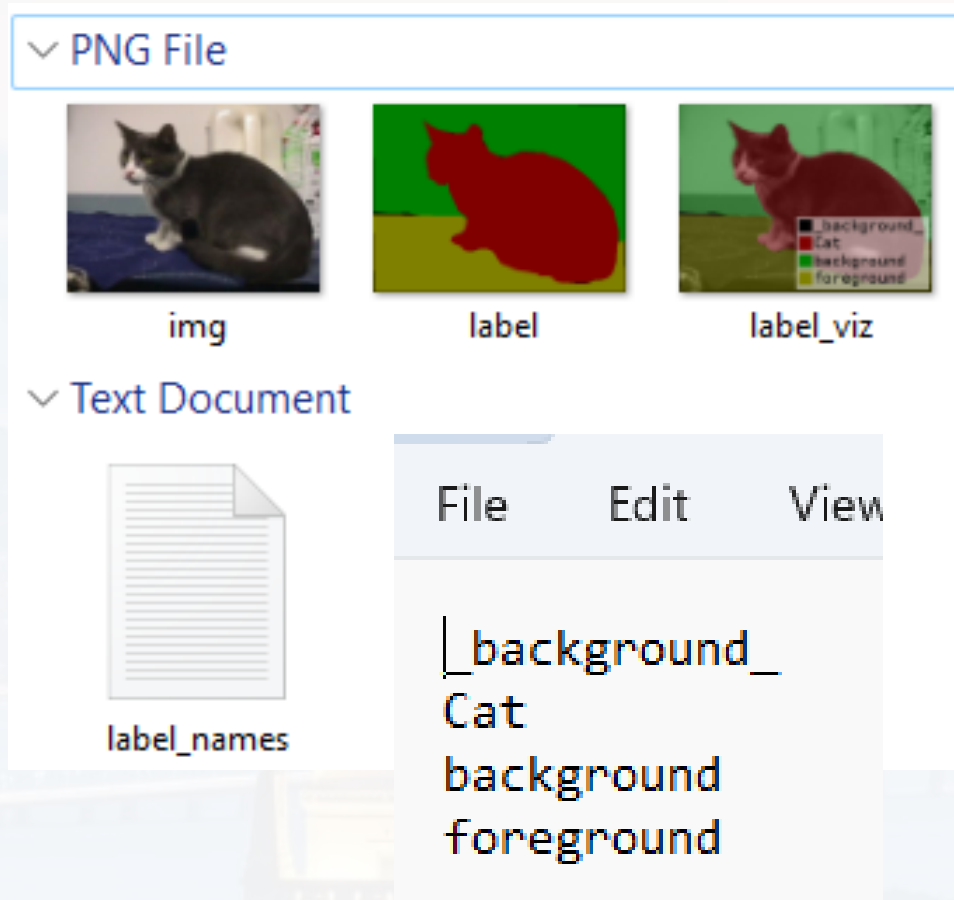 PNG File
_background_
Cat
background
foreground
img
label
label_viz
Text Document
File Edit View
_background_
Cat
background
foreground
label_names